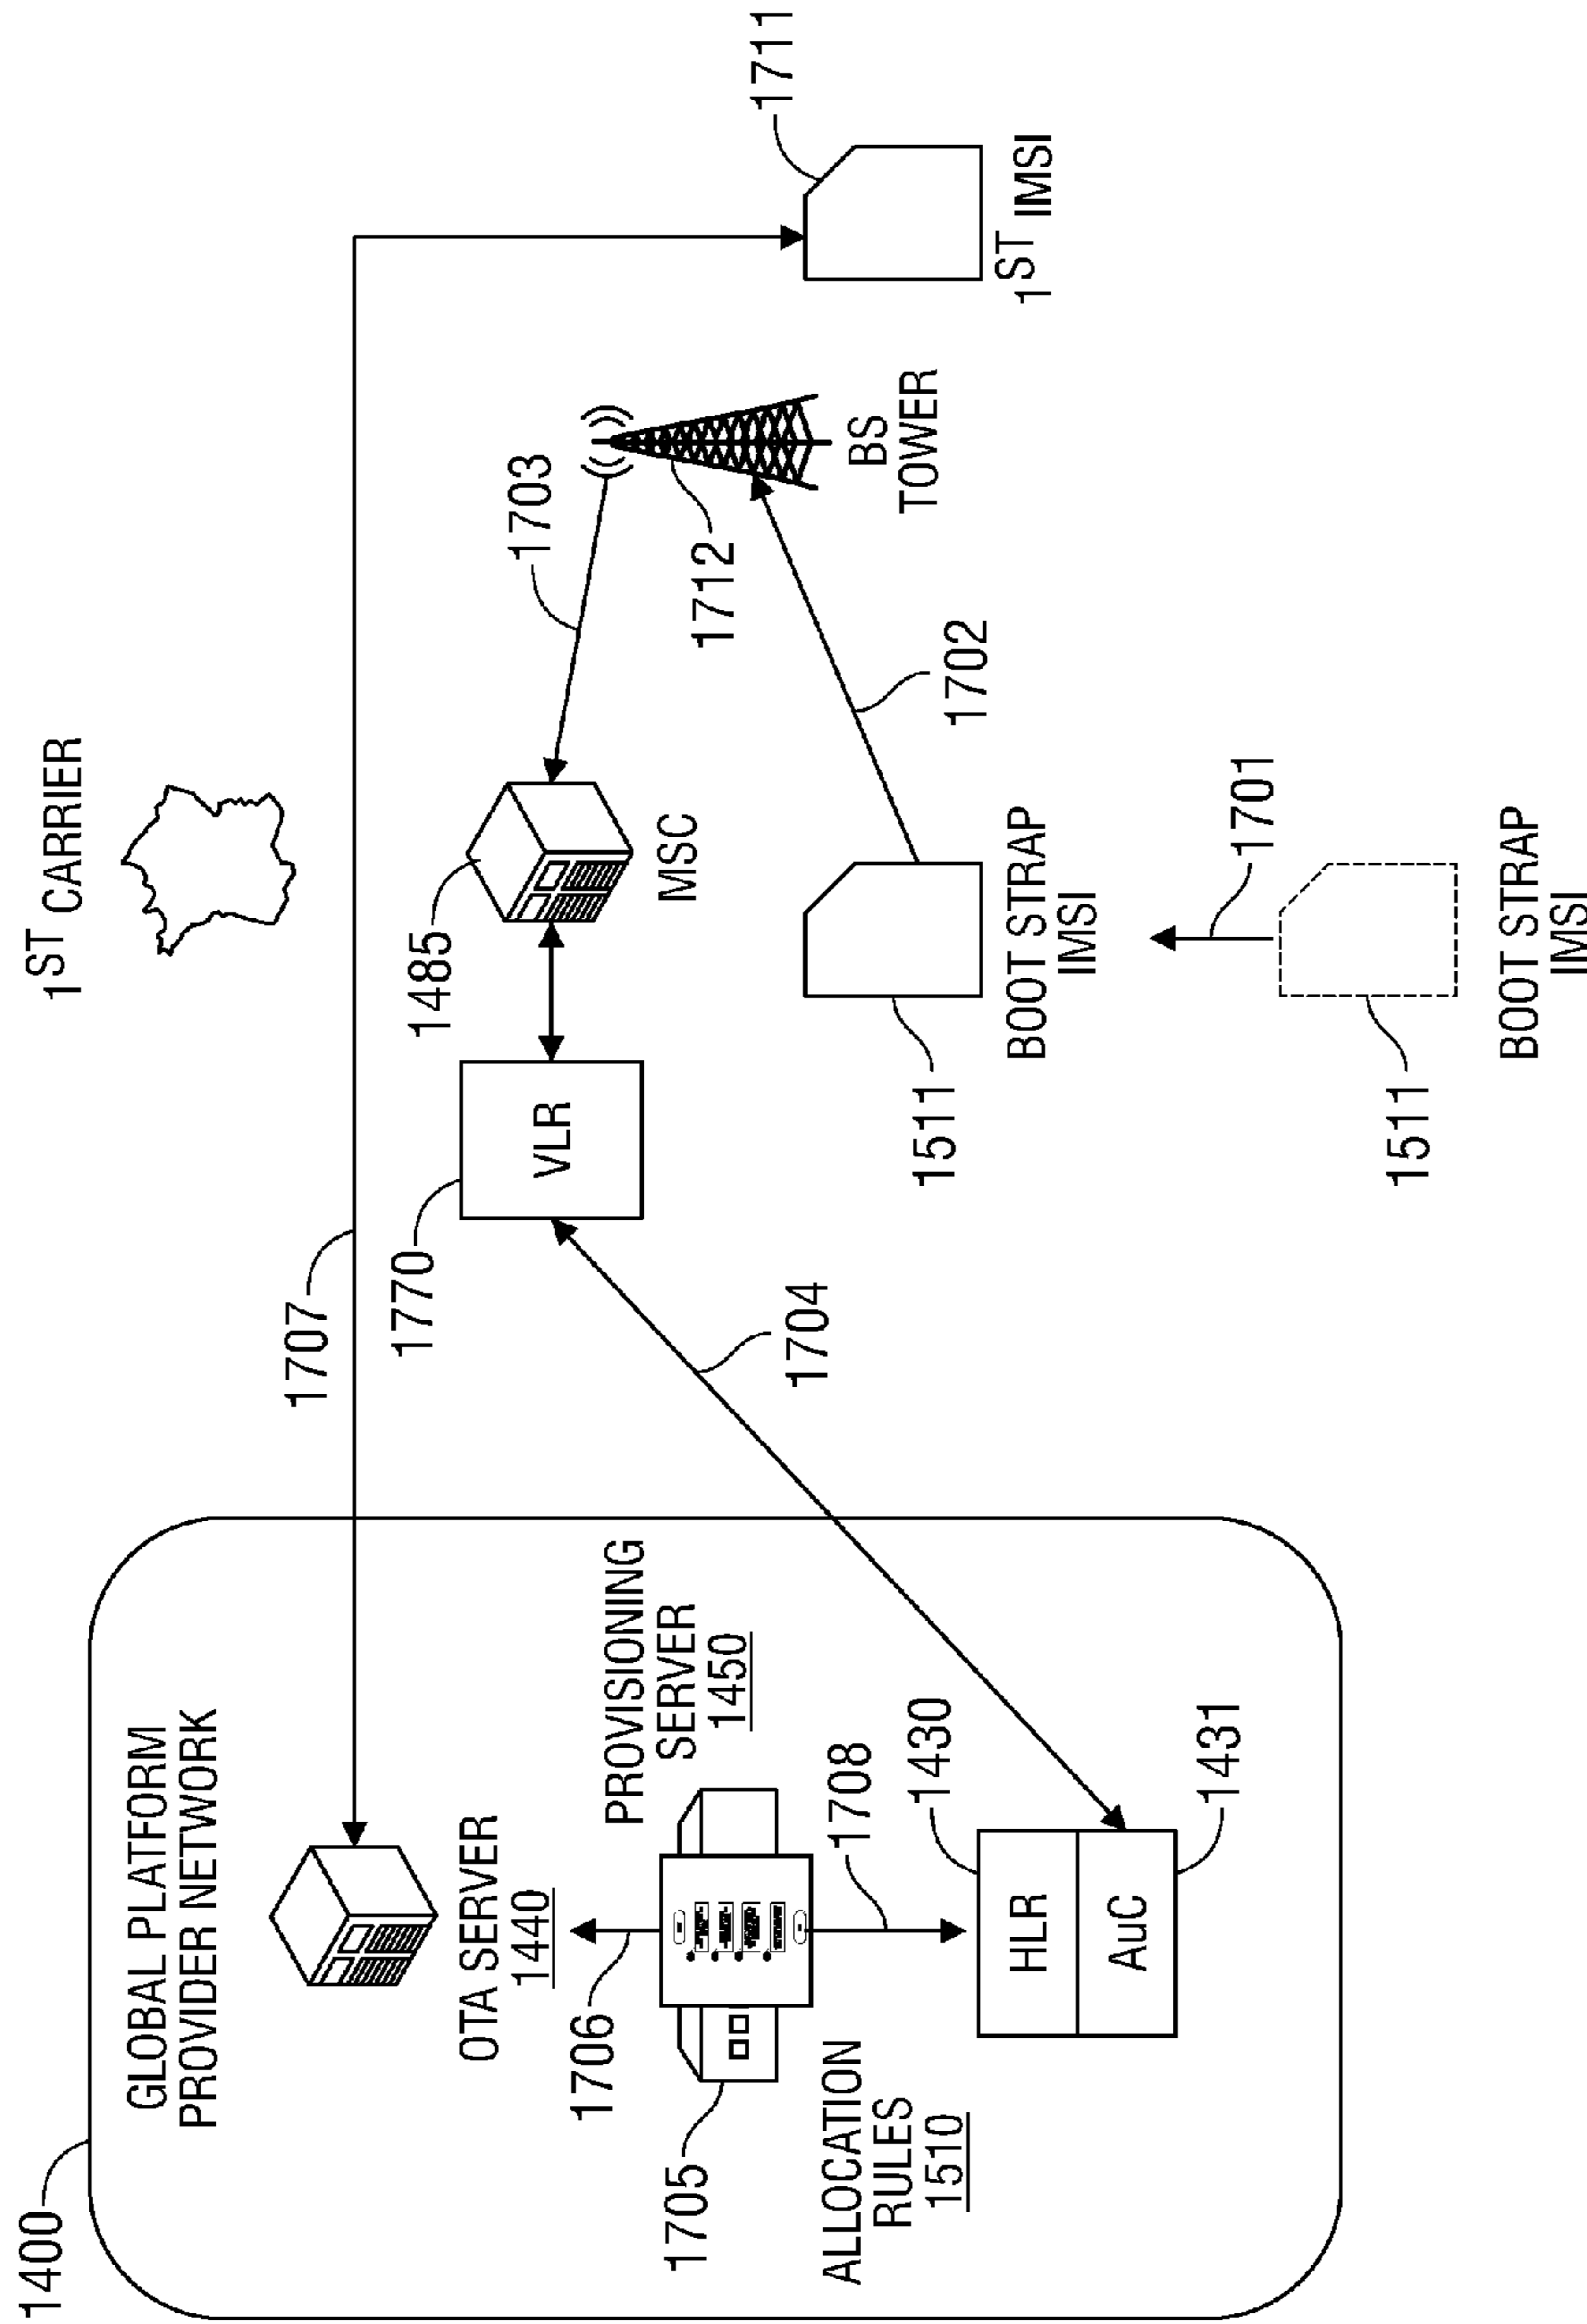 1400
GLOBAL PLATFORM
PROVIDER NETWORK
OTA SERVER
1440
1706
PROVISIONING
SERVER
1450
1705
ALLOCATION
RULES
1510
1708
HLR
1430
AuC
1431
1ST CARRIER
1707
1770
VLR
1485
MSC
1703
1704
1712
BS
TOWER
1702
1511
BOOT STRAP
IMSI
1701
1511
BOOT STRAP
IMSI
1711
1ST IMSI